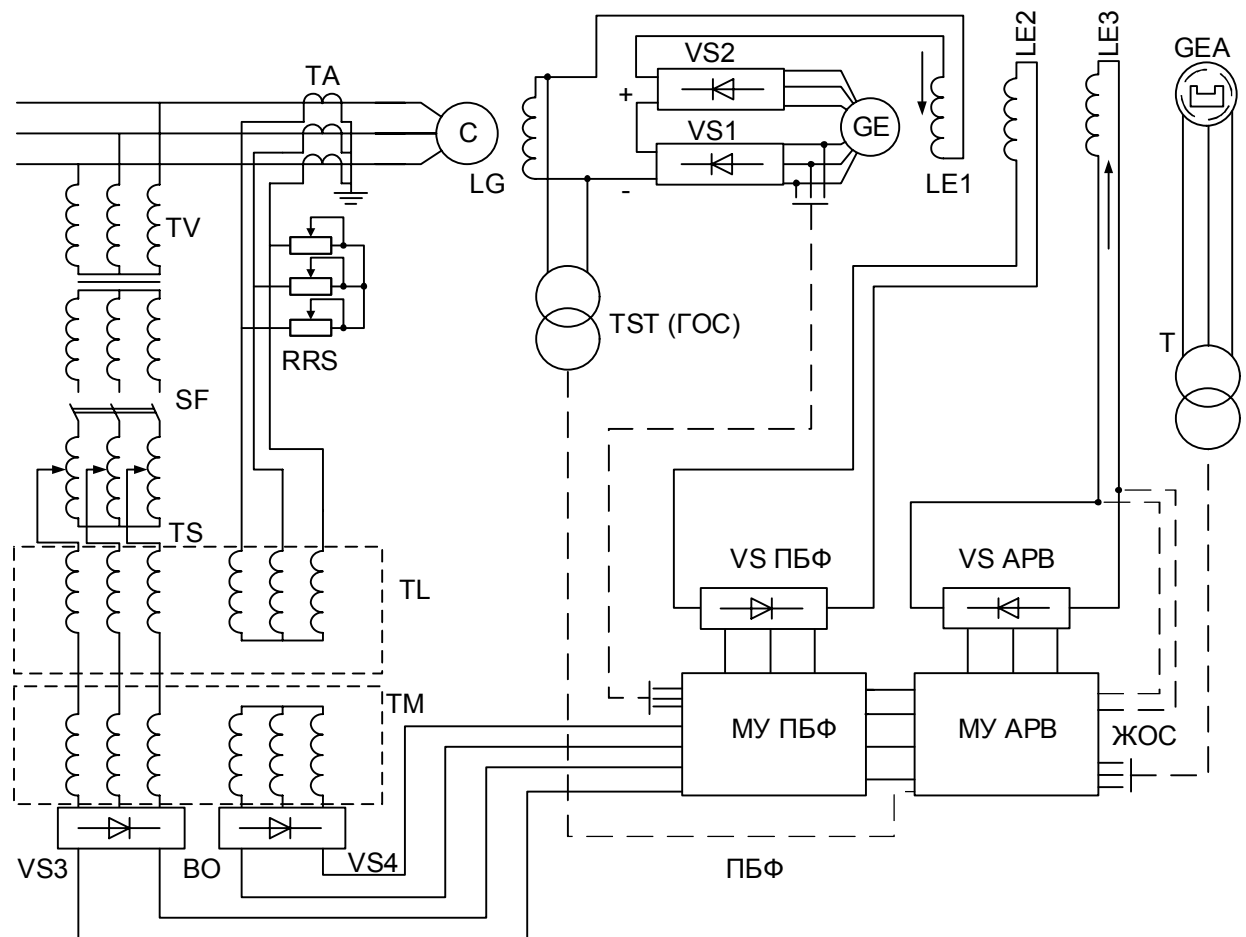 LE2
LE3
GEA
VS2
TA
+
VS1
GE
C
LG
-
LE1
TV
TST (ГОС)
T
RRS
SF
TS
TL
VS ПБФ
VS АРВ
TM
МУ ПБФ
МУ АРВ
ЖОС
VS3
ВО
VS4
ПБФ